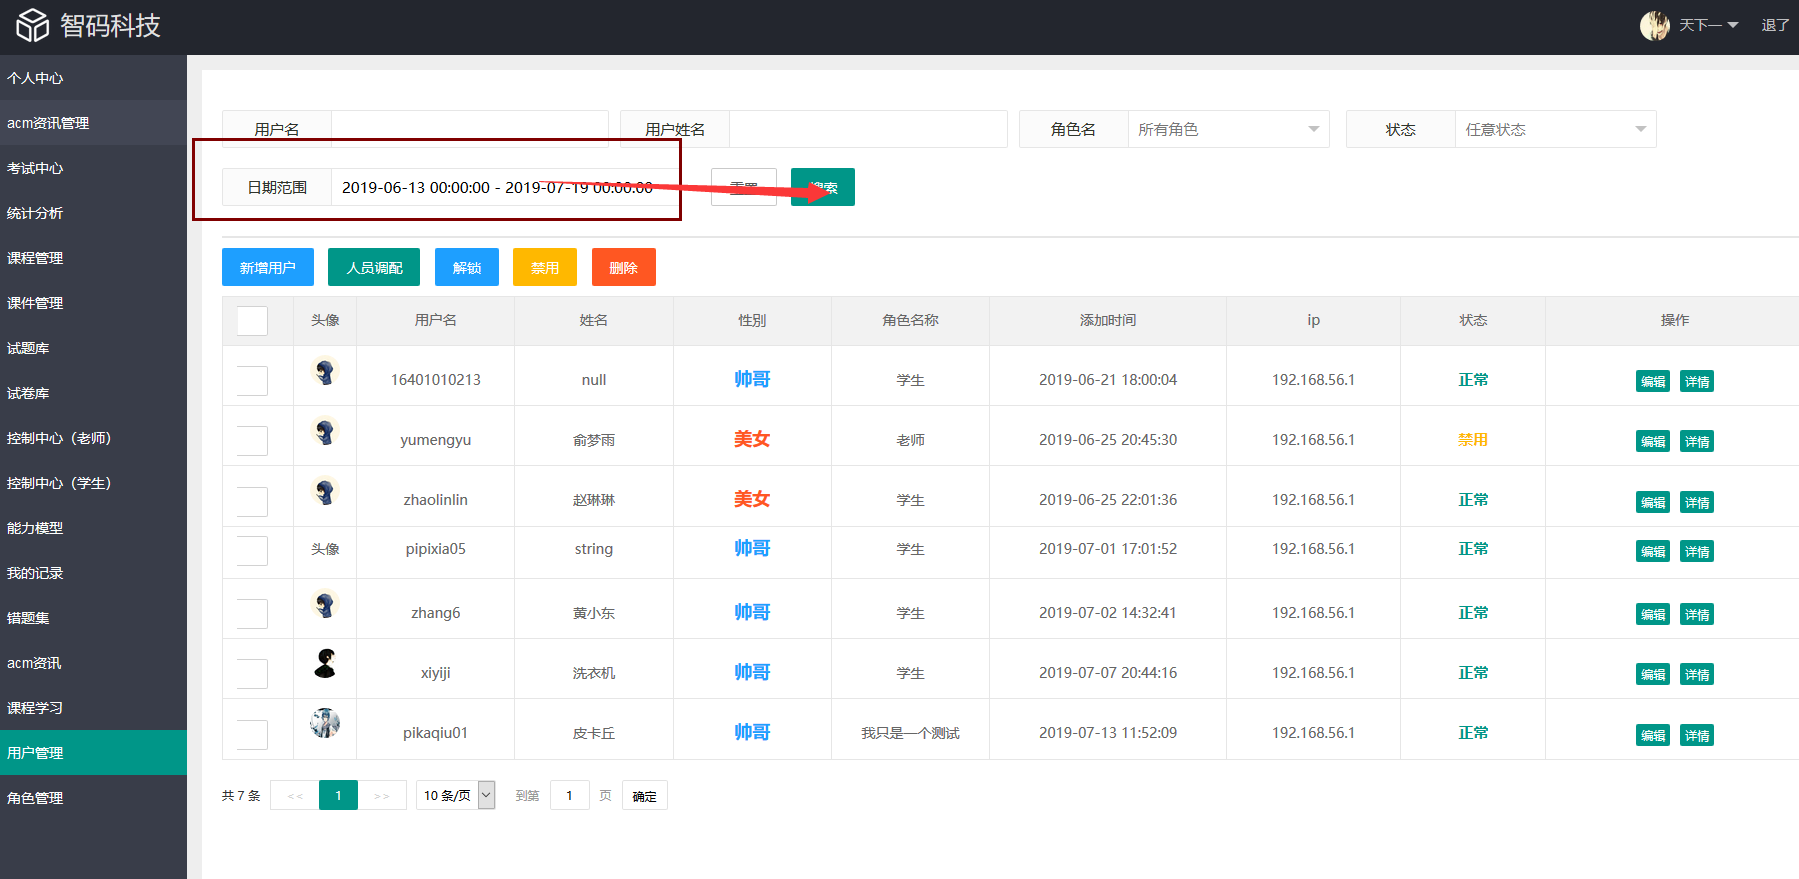 智码科技
天下一
退了
个人中心
acm资讯管理
考试中心
统计分析
课程管理
课件管理
试题库
试卷库
控制中心（老师）
控制中心（学生）
能力模型
我的记录
错题集
acm资讯
课程学习
用户管理
角色管理
用户名
用户姓名
角色名 所有角色
状态 任意状态
日期范围 2019-06-13 00:00:00 - 2019-07-19 00:00:00 重置 搜索
新增用户 人员调配 解锁 禁用 删除
头像 用户名 姓名 性别 角色名称 添加时间 ip 状态 操作
16401010213 null 帅哥 学生 2019-06-21 18:00:04 192.168.56.1 正常 编辑 详情
yumengyu 俞梦雨 美女 老师 2019-06-25 20:45:30 192.168.56.1 禁用 编辑 详情
zhaolinlin 赵琳琳 美女 学生 2019-06-25 22:01:36 192.168.56.1 正常 编辑 详情
头像 pipixia05 string 帅哥 学生 2019-07-01 17:01:52 192.168.56.1 正常 编辑 详情
zhang6 黄小东 帅哥 学生 2019-07-02 14:32:41 192.168.56.1 正常 编辑 详情
xiyiji 洗衣机 帅哥 学生 2019-07-07 20:44:16 192.168.56.1 正常 编辑 详情
pikaqiu01 皮卡丘 帅哥 我只是一个测试 2019-07-13 11:52:09 192.168.56.1 正常 编辑 详情
共 7 条 << 1 >> 10 条/页 到第 1 页 确定